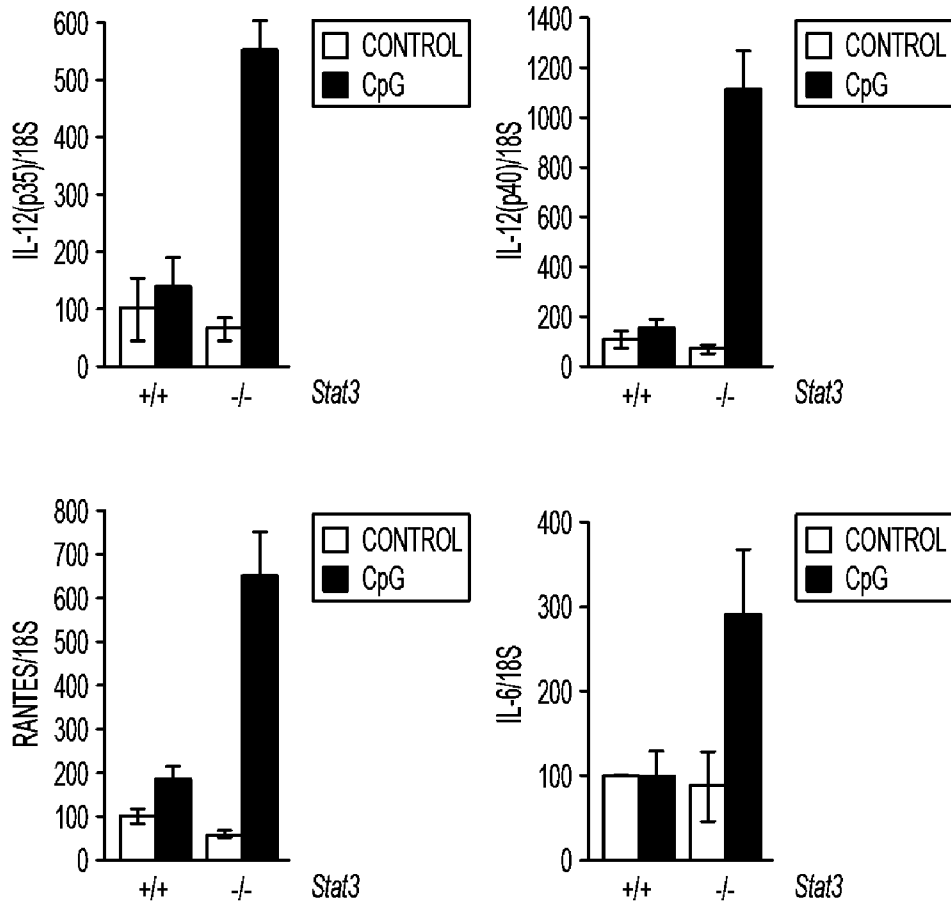 IL-12(p35)/18S
600
500
400
300
200
100
0
+/+
-/-
Stat3
CONTROL
CpG
IL-12(p40)/18S
1400
1200
1000
800
600
400
200
0
+/+
-/-
Stat3
CONTROL
CpG
RANTES/18S
800
700
600
500
400
300
200
100
0
+/+
-/-
Stat3
CONTROL
CpG
IL-6/18S
400
300
200
100
0
+/+
-/-
Stat3
CONTROL
CpG